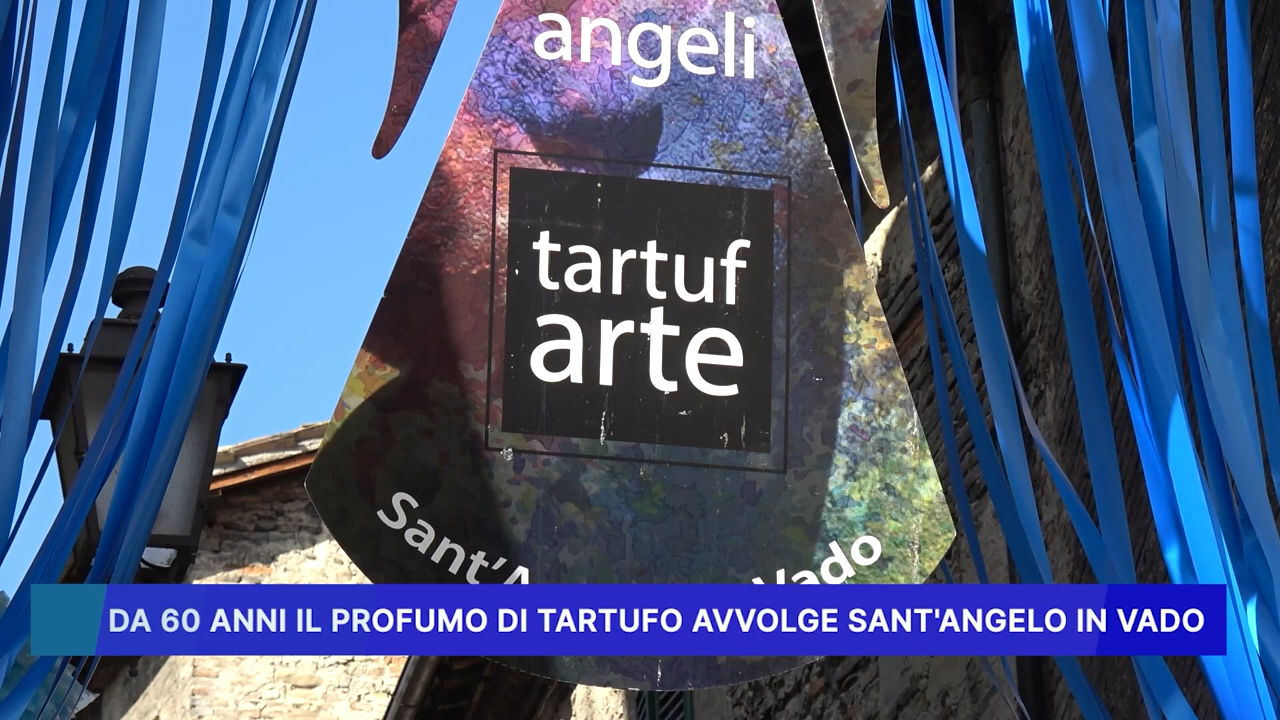 angeli
tartuf
arte
Sant'A Vado
DA 60 ANNI IL PROFUMO DI TARTUFO AVVOLGE SANT'ANGELO IN VADO